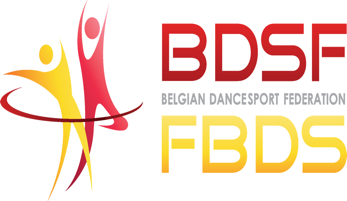 BDSF
BELGIAN DANCESPORT FEDERATION
FBDS